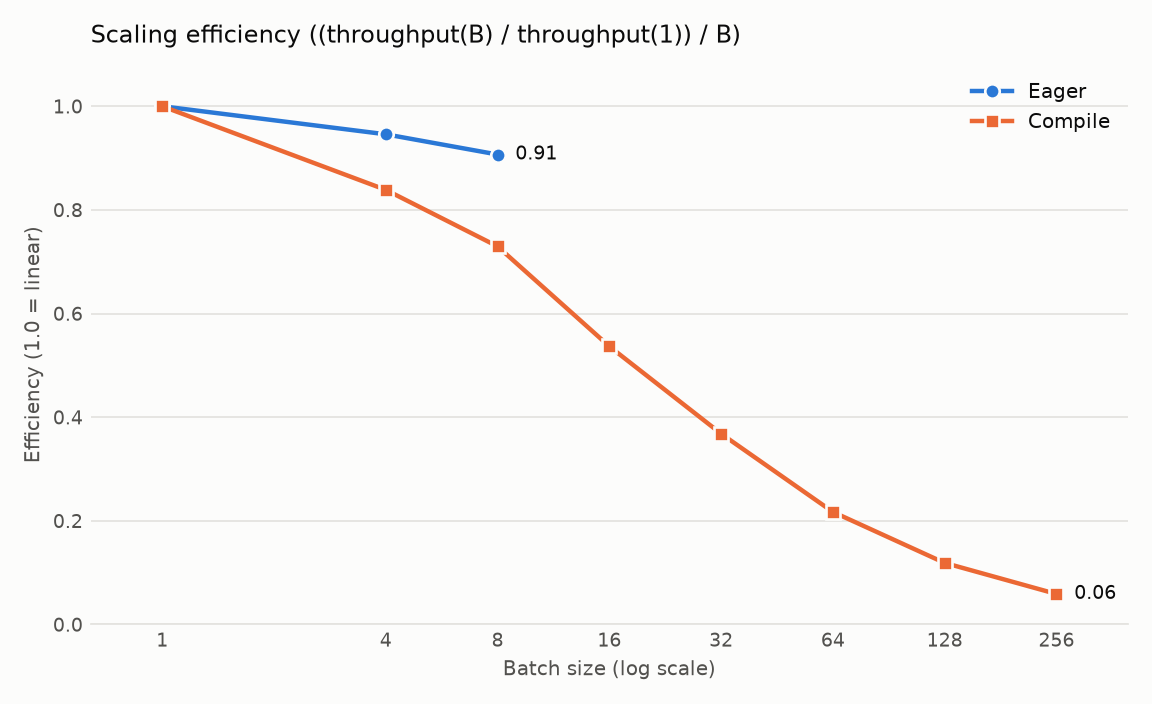 Scaling efficiency ((throughput(B) / throughput(1)) / B)
Eager
Compile
Efficiency (1.0 = linear)
1.0
0.8
0.6
0.4
0.2
0.0
0.91
0.06
1 4 8 16 32 64 128 256
Batch size (log scale)